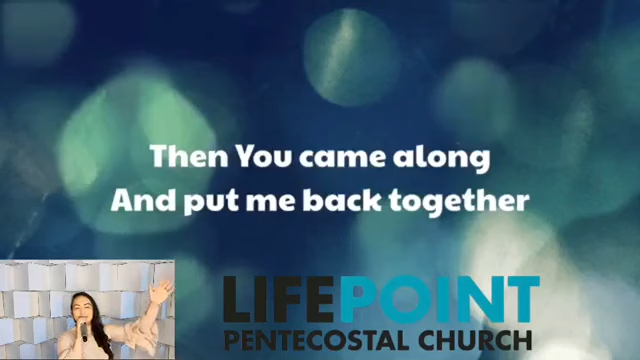 Then You came along
And put me back together
LIFEPOINT
PENTECOSTAL CHURCH